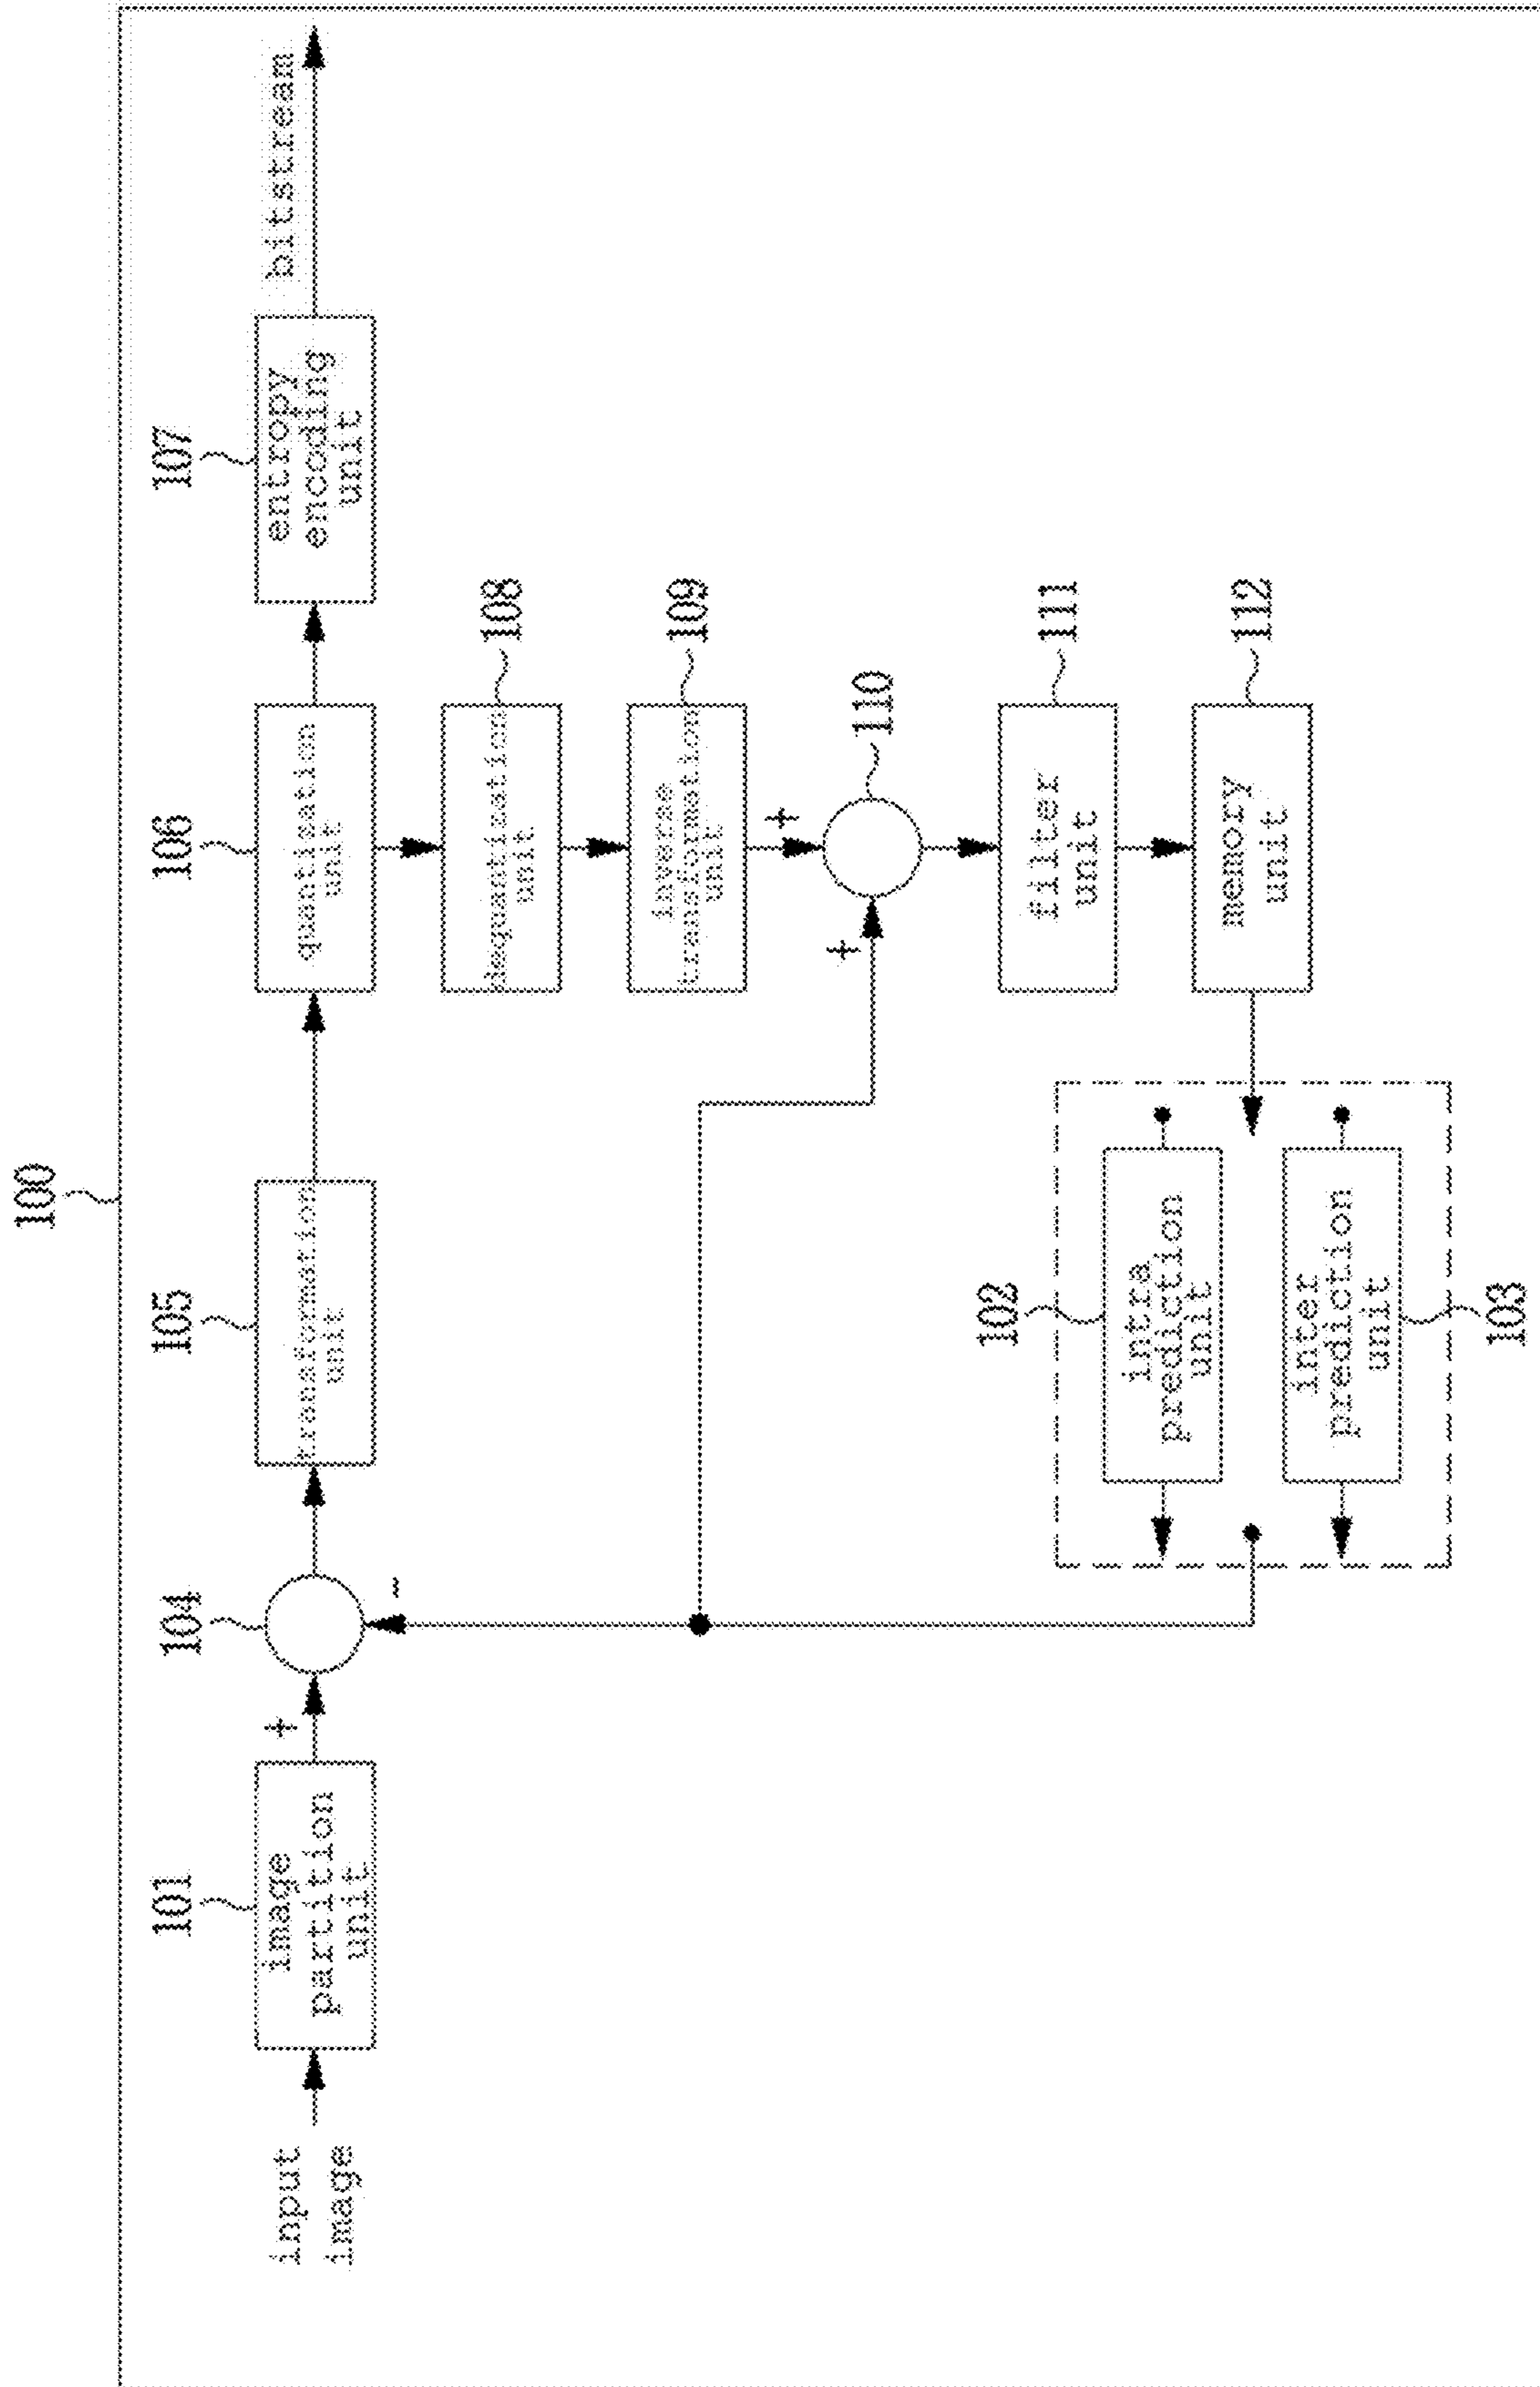 100
101
104
105
106
107
input
image
image
partition
unit
+
-
transformation
unit
quantization
unit
entropy
encoding
unit
bitstream
dequantization
unit
108
inverse
transformation
unit
109
+
+
110
102
intra
prediction
unit
filter
unit
111
inter
prediction
unit
103
memory
unit
112